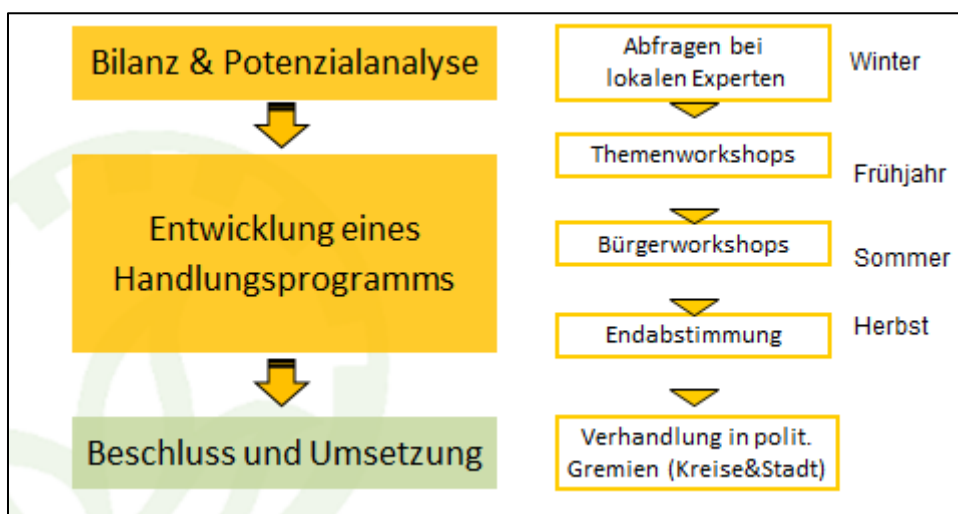 Bilanz & Potenzialanalyse
Entwicklung eines
Handlungsprogramms
Beschluss und Umsetzung
Abfragen bei
lokalen Experten
Winter
Themenworkshops
Frühjahr
Bürgerworkshops
Sommer
Endabstimmung
Herbst
Verhandlung in polit.
Gremien (Kreise&Stadt)